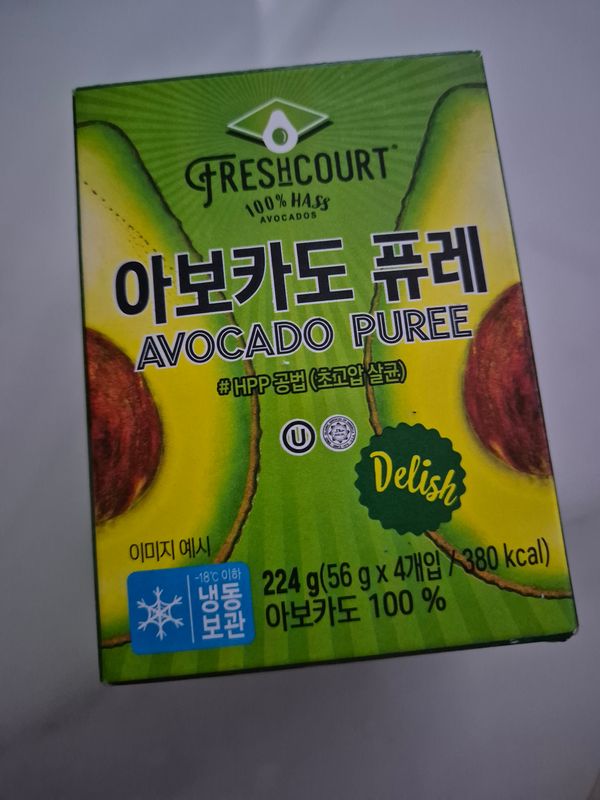 FRESHCOURT
100% HASS
AVOCADOS
아보카도 퓨레
AVOCADO PUREE
# HPP 공법 (초고압 살균)
U
Delish
이미지 예시
-18℃ 이하
냉동
보관
224 g(56 g x 4개입 / 380 kcal)
아보카도 100 %